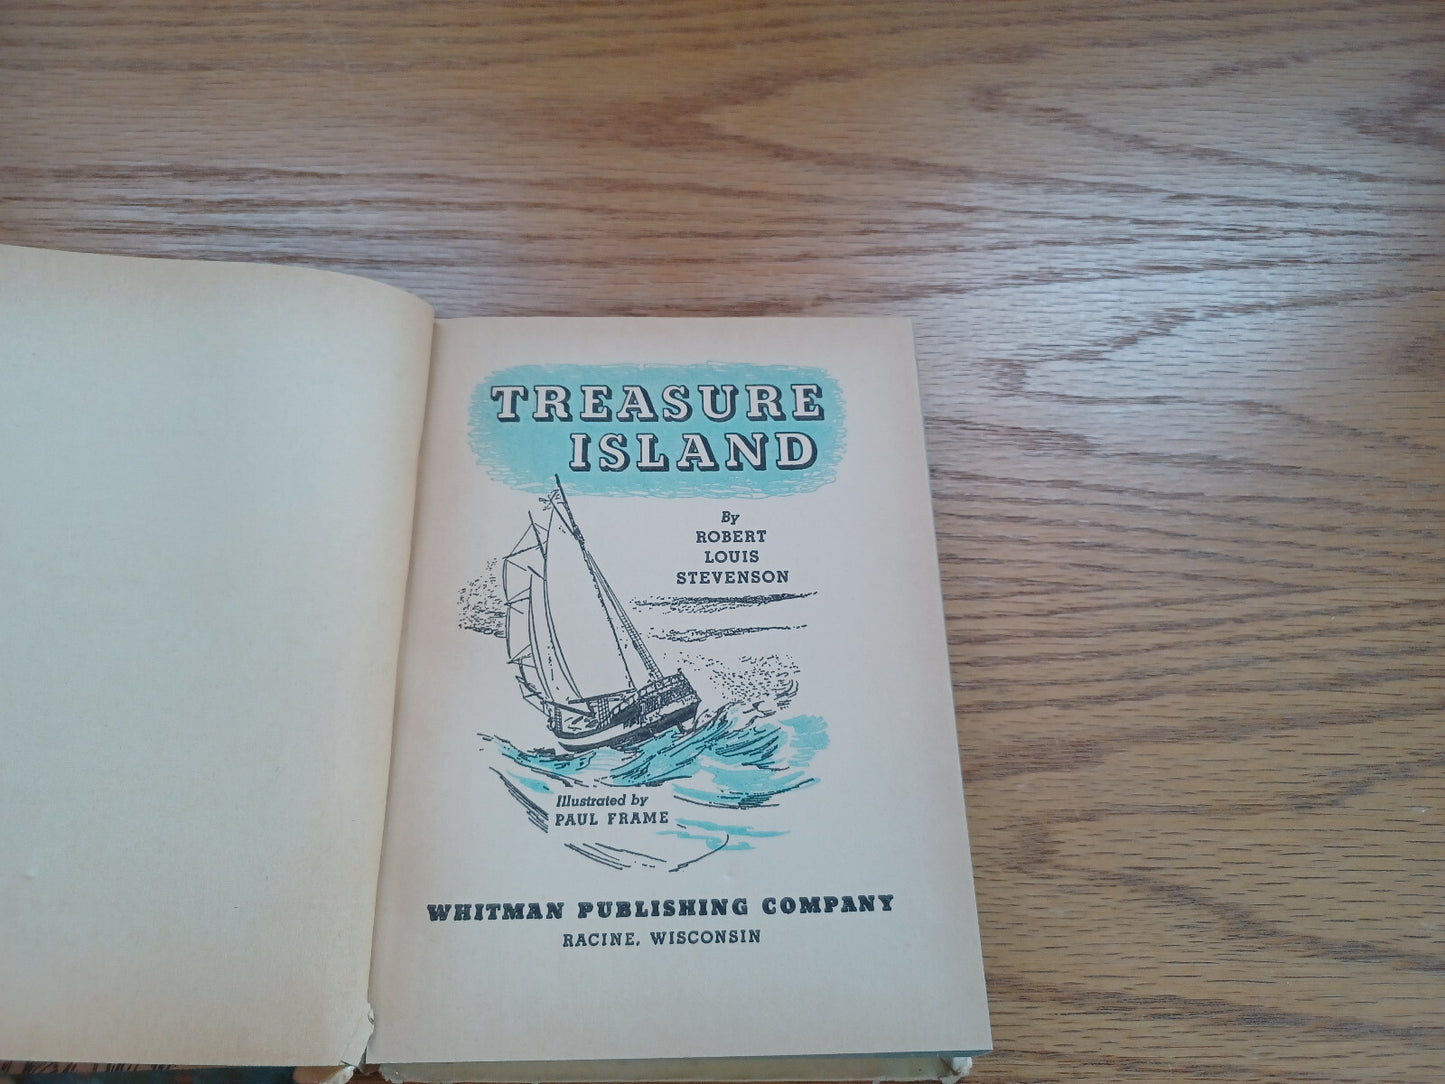 TREASURE
ISLAND
By
ROBERT
LOUIS
STEVENSON
Illustrated by
PAUL FRAME
WHITMAN PUBLISHING COMPANY
RACINE, WISCONSIN